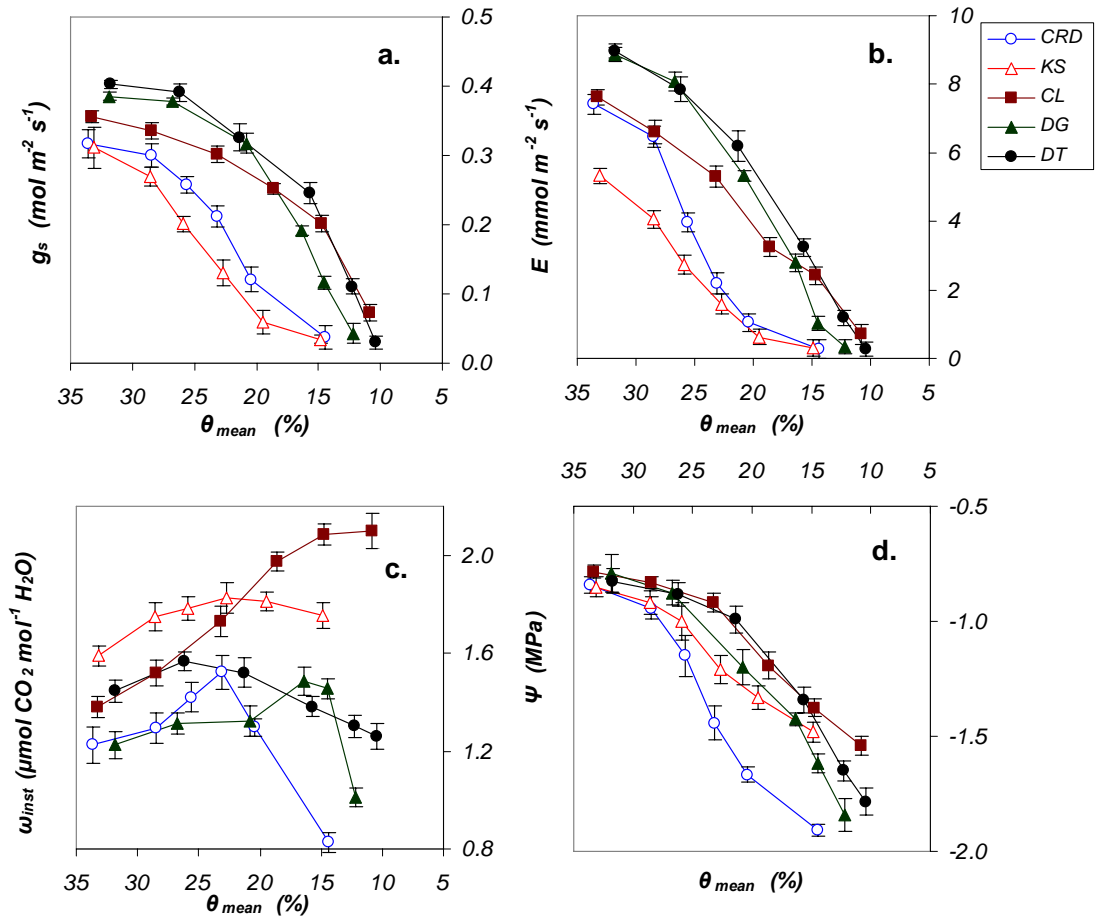 a.
0.5
0.4
0.3
0.2
0.1
0.0
gs (mol m-2 s-1)
35 30 25 20 15 10 5
θmean (%)
b.
10
8
6
4
2
0
E (mmol m-2 s-1)
35 30 25 20 15 10 5
θmean (%)
CRD
KS
CL
DG
DT
c.
2.0
1.6
1.2
0.8
ωinst (μmol CO2 mol-1 H2O)
35 30 25 20 15 10 5
θmean (%)
35 30 25 20 15 10 5
d.
-0.5
-1.0
-1.5
-2.0
Ψ (MPa)
θmean (%)